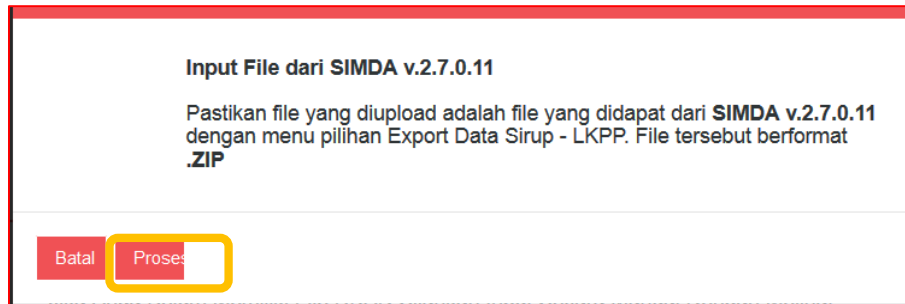 Input File dari SIMDA v.2.7.0.11
Pastikan file yang diupload adalah file yang didapat dari SIMDA v.2.7.0.11
dengan menu pilihan Export Data Sirup - LKPP. File tersebut berformat
.ZIP
Batal Proses